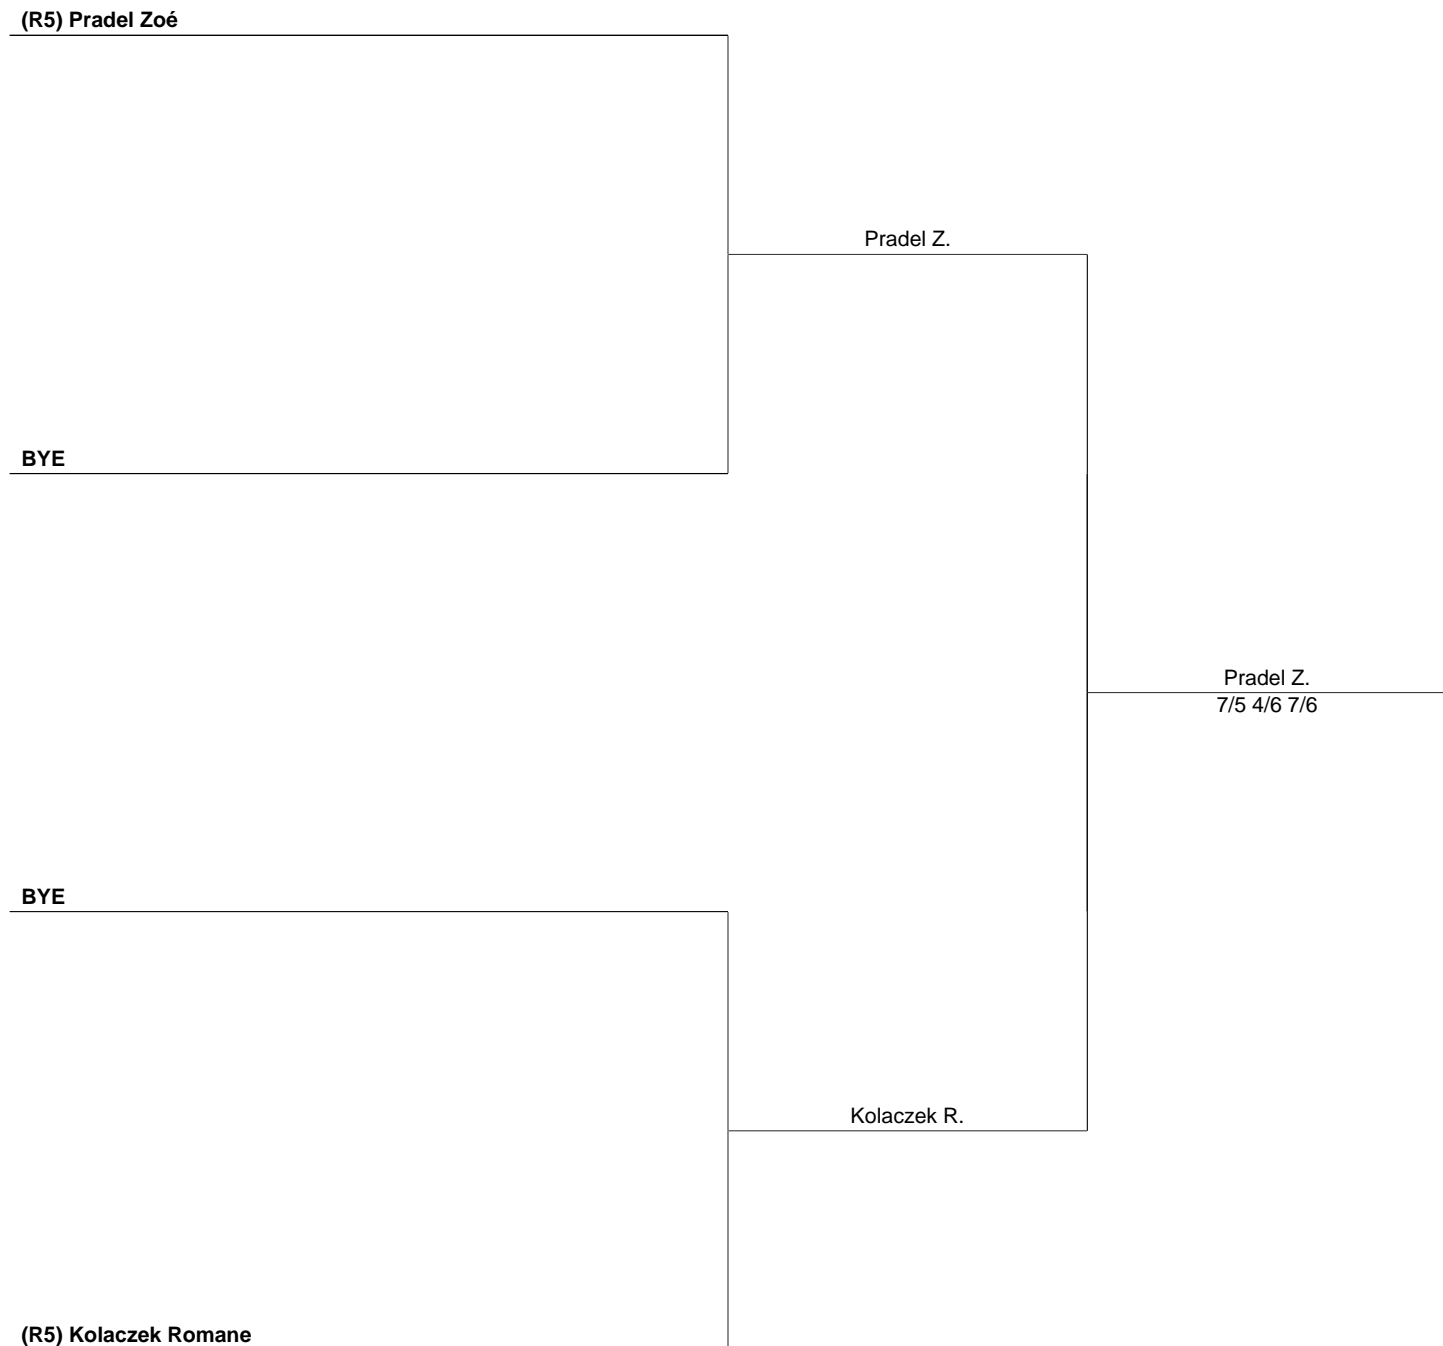 (R5) Pradel Zoé
Pradel Z.
BYE
Pradel Z.
7/5 4/6 7/6
BYE
Kolaczek R.
(R5) Kolaczek Romane